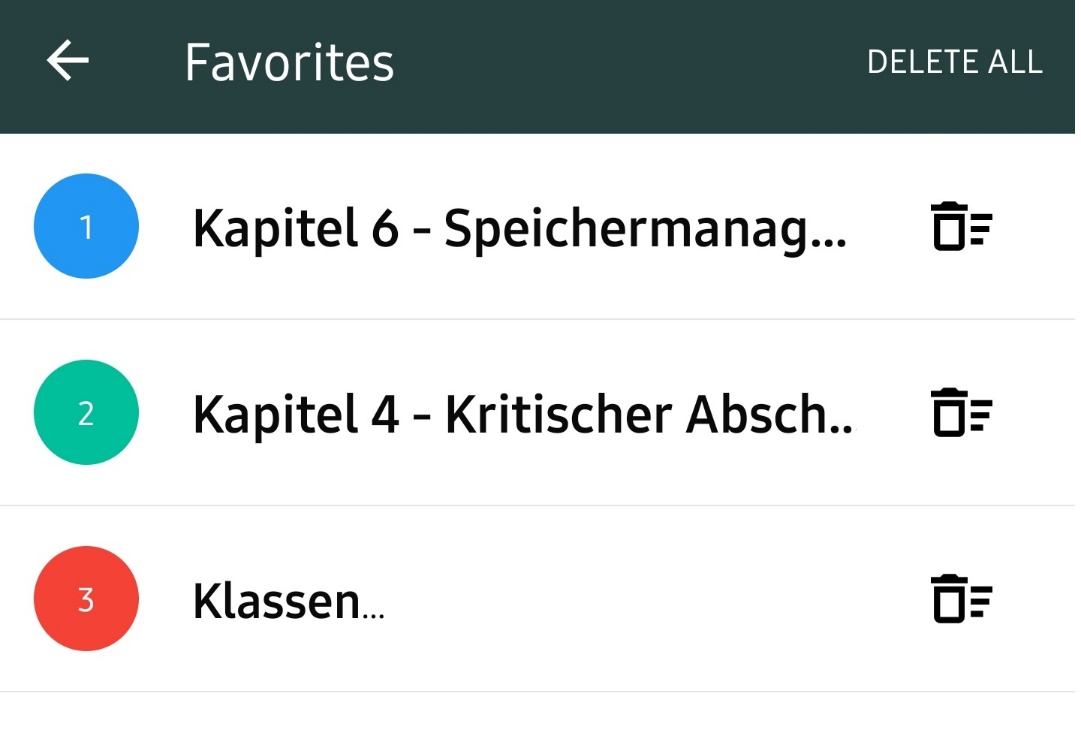 Favorites DELETE ALL
1 Kapitel 6 - Speichermanag...
2 Kapitel 4 - Kritischer Absch..
3 Klassen...